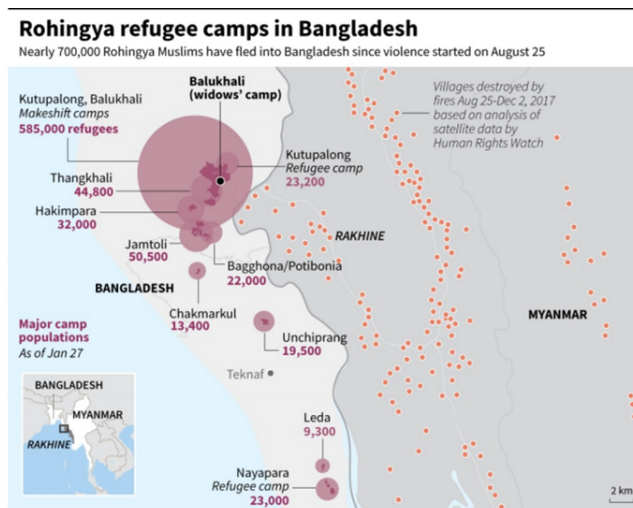 Rohingya refugee camps in Bangladesh
Nearly 700,000 Rohingya Muslims have fled into Bangladesh since violence started on August 25
Balukhali
(widows’ camp)
Kutupalong, Balukhali
Makeshift camps
585,000 refugees
Villages destroyed by
fires Aug 25-Dec 2, 2017
based on analysis of
satellite data by
Human Rights Watch
Kutupalong
Refugee camp
23,200
Thangkhali
44,800
Hakimpara
32,000
RAKHINE
Jamtoli
50,500
Bagghona/Potibonia
22,000
BANGLADESH
Chakmarkul
13,400
MYANMAR
Major camp
populations
As of Jan 27
Unchiprang
19,500
Teknaf
BANGLADESH
MYANMAR
RAKHINE
Leda
9,300
Nayapara
Refugee camp
23,000
2 km